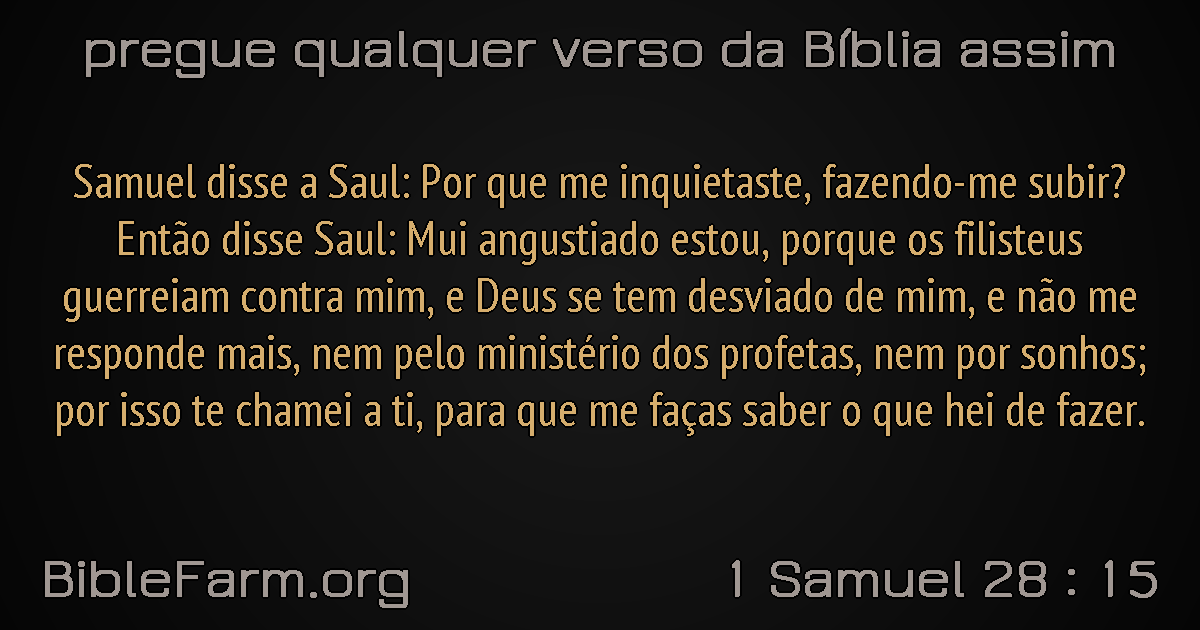 pregue qualquer verso da Bíblia assim
Samuel disse a Saul: Por que me inquietaste, fazendo-me subir?
Então disse Saul: Mui angustiado estou, porque os filisteus
guerreiam contra mim, e Deus se tem desviado de mim, e não me
responde mais, nem pelo ministério dos profetas, nem por sonhos;
por isso te chamei a ti, para que me faças saber o que hei de fazer.
BibleFarm.org
1 Samuel 28 : 15